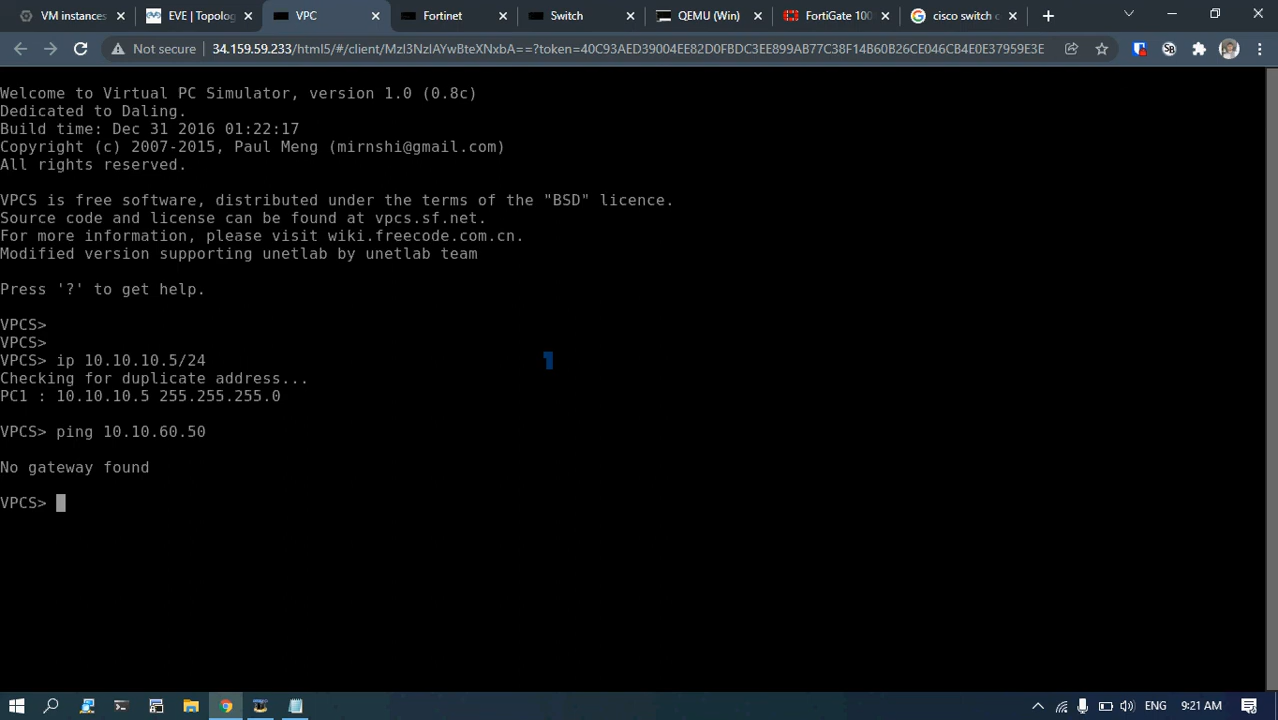 VM instances
EVE | Topolog
VPC
Fortinet
Switch
QEMU (Win)
FortiGate 100
cisco switch c
Not secure
34.159.59.233/html5/#/client/MzI3NzIAYwBteXNxbA==?token=40C93AED39004EE82D0FBDC3EE899AB77C38F14B60B26CE046CB4E0E37959E3E
Welcome to Virtual PC Simulator, version 1.0 (0.8c)
Dedicated to Daling.
Build time: Dec 31 2016 01:22:17
Copyright (c) 2007-2015, Paul Meng (mirnshi@gmail.com)
All rights reserved.
VPCS is free software, distributed under the terms of the "BSD" licence.
Source code and license can be found at vpcs.sf.net.
For more information, please visit wiki.freecode.com.cn.
Modified version supporting unetlab by unetlab team
Press '?' to get help.
VPCS>
VPCS>
VPCS> ip 10.10.10.5/24
Checking for duplicate address...
PC1 : 10.10.10.5 255.255.255.0
VPCS> ping 10.10.60.50
No gateway found
VPCS>
ENG
9:21 AM